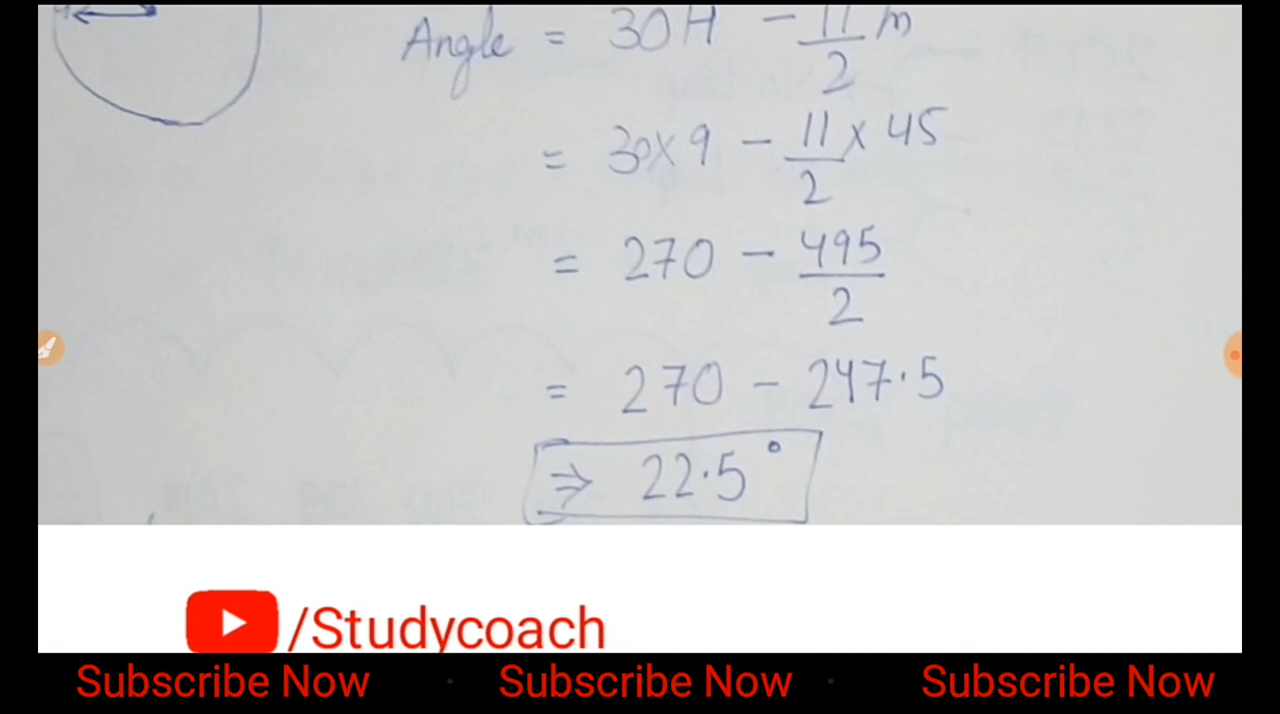 Angle = 30H - 11/2 m
= 30×9 - 11/2 × 45
= 270 - 495/2
= 270 - 247.5
⇒ 22.5°
/Studycoach
Subscribe Now · Subscribe Now · Subscribe Now